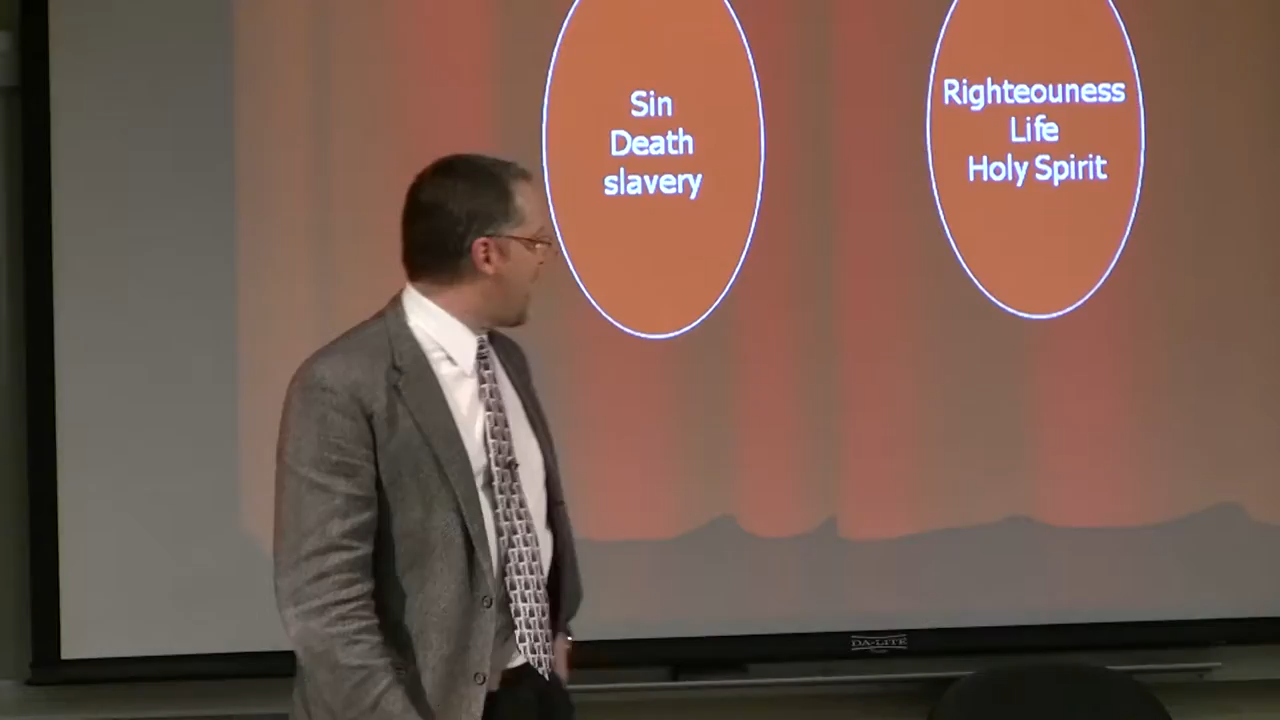 Sin
Death
slavery
Righteouness
Life
Holy Spirit
DA-LITE